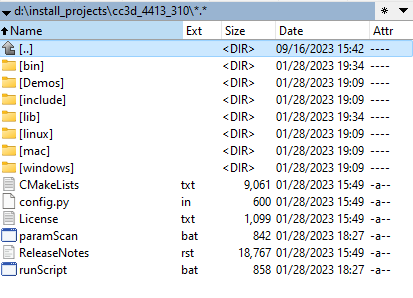 d:\install_projects\cc3d_4413_310\*.* * ▼
Name Ext Size Date Attr
[..] <DIR> 09/16/2023 15:42 ----
[bin] <DIR> 01/28/2023 19:34 ----
[Demos] <DIR> 01/28/2023 19:09 ----
[include] <DIR> 01/28/2023 19:09 ----
[lib] <DIR> 01/28/2023 19:34 ----
[linux] <DIR> 01/28/2023 19:09 ----
[mac] <DIR> 01/28/2023 19:09 ----
[windows] <DIR> 01/28/2023 19:09 ----
CMakeLists txt 9,061 01/28/2023 15:49 -a--
config.py in 600 01/28/2023 15:49 -a--
License txt 1,099 01/28/2023 15:49 -a--
paramScan bat 842 01/28/2023 18:27 -a--
ReleaseNotes rst 18,767 01/28/2023 15:49 -a--
runScript bat 858 01/28/2023 18:27 -a--